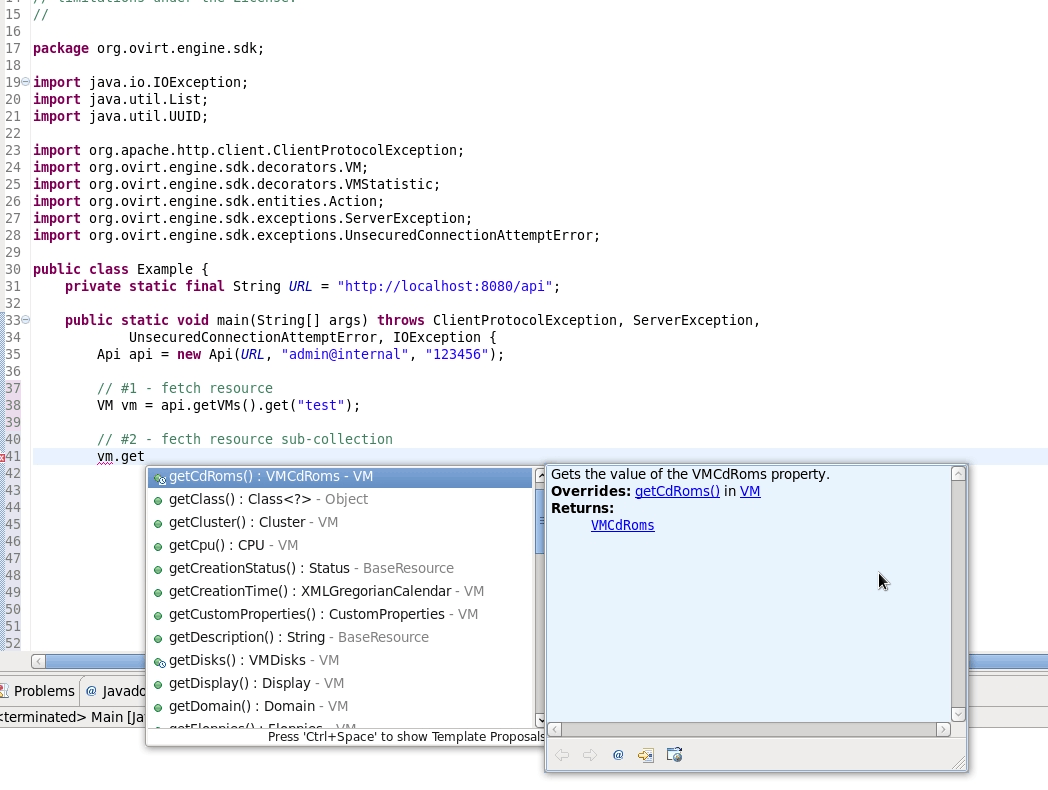 14 // limitations under the License.
15 //
16
17 package org.ovirt.engine.sdk;
18
19 import java.io.IOException;
20 import java.util.List;
21 import java.util.UUID;
22
23 import org.apache.http.client.ClientProtocolException;
24 import org.ovirt.engine.sdk.decorators.VM;
25 import org.ovirt.engine.sdk.decorators.VMStatistic;
26 import org.ovirt.engine.sdk.entities.Action;
27 import org.ovirt.engine.sdk.exceptions.ServerException;
28 import org.ovirt.engine.sdk.exceptions.UnsecuredConnectionAttemptError;
29
30 public class Example {
31 private static final String URL = "http://localhost:8080/api";
32
33 public static void main(String[] args) throws ClientProtocolException, ServerException,
34 UnsecuredConnectionAttemptError, IOException {
35 Api api = new Api(URL, "admin@internal", "123456");
36
37 // #1 - fetch resource
38 VM vm = api.getVMs().get("test");
39
40 // #2 - fecth resource sub-collection
41 vm.get
42
43
44
45
46
47
48
49
50
51
52
getCdRoms() : VMCdRoms - VM
getClass() : Class<?> - Object
getCluster() : Cluster - VM
getCpu() : CPU - VM
getCreationStatus() : Status - BaseResource
getCreationTime() : XMLGregorianCalendar - VM
getCustomProperties() : CustomProperties - VM
getDescription() : String - BaseResource
getDisks() : VMDisks - VM
getDisplay() : Display - VM
getDomain() : Domain - VM
getFloppies() : Floppies - VM
Press 'Ctrl+Space' to show Template Proposals
Gets the value of the VMCdRoms property.
Overrides: getCdRoms() in VM
Returns:
VMCdRoms
@
Problems @ Javado
<terminated> Main [Ja